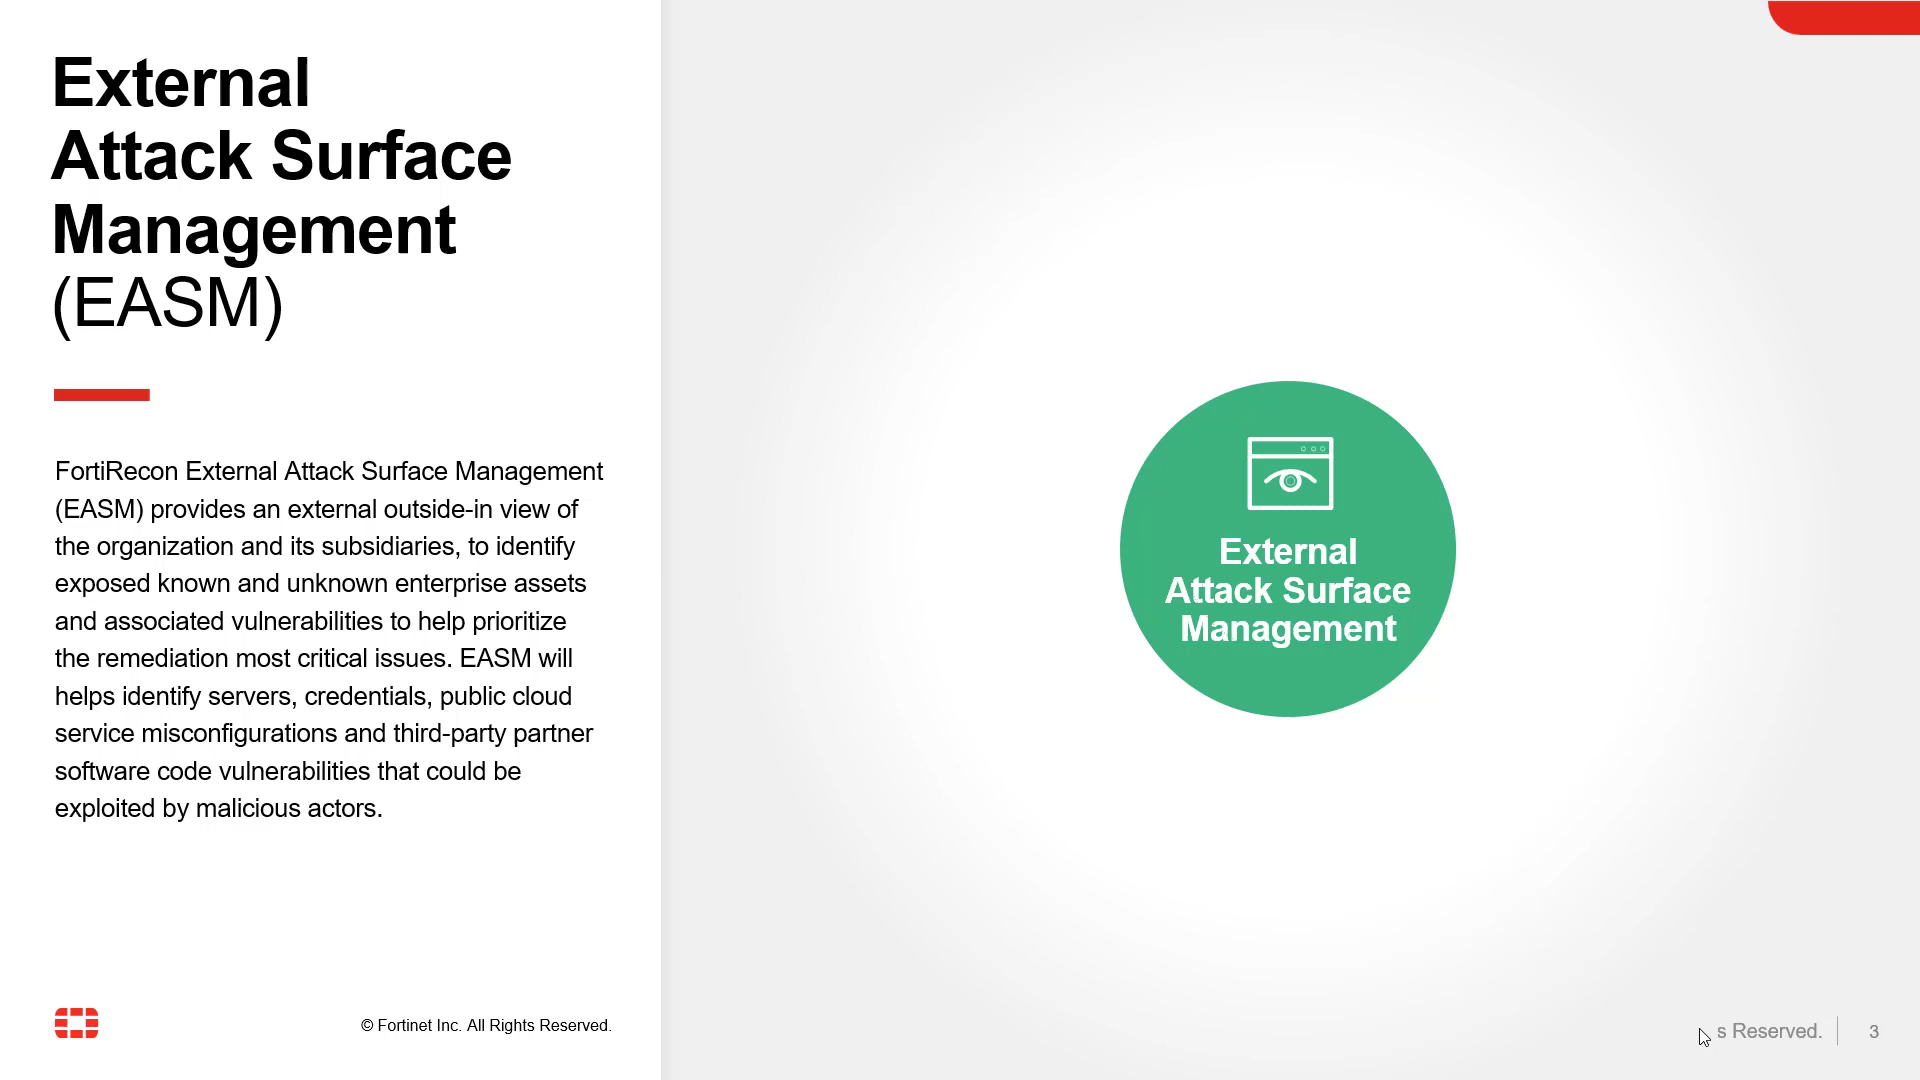 External
Attack Surface
Management
(EASM)
FortiRecon External Attack Surface Management
(EASM) provides an external outside-in view of
the organization and its subsidiaries, to identify
exposed known and unknown enterprise assets
and associated vulnerabilities to help prioritize
the remediation most critical issues. EASM will
helps identify servers, credentials, public cloud
service misconfigurations and third-party partner
software code vulnerabilities that could be
exploited by malicious actors.
© Fortinet Inc. All Rights Reserved.
External
Attack Surface
Management
s Reserved.
3